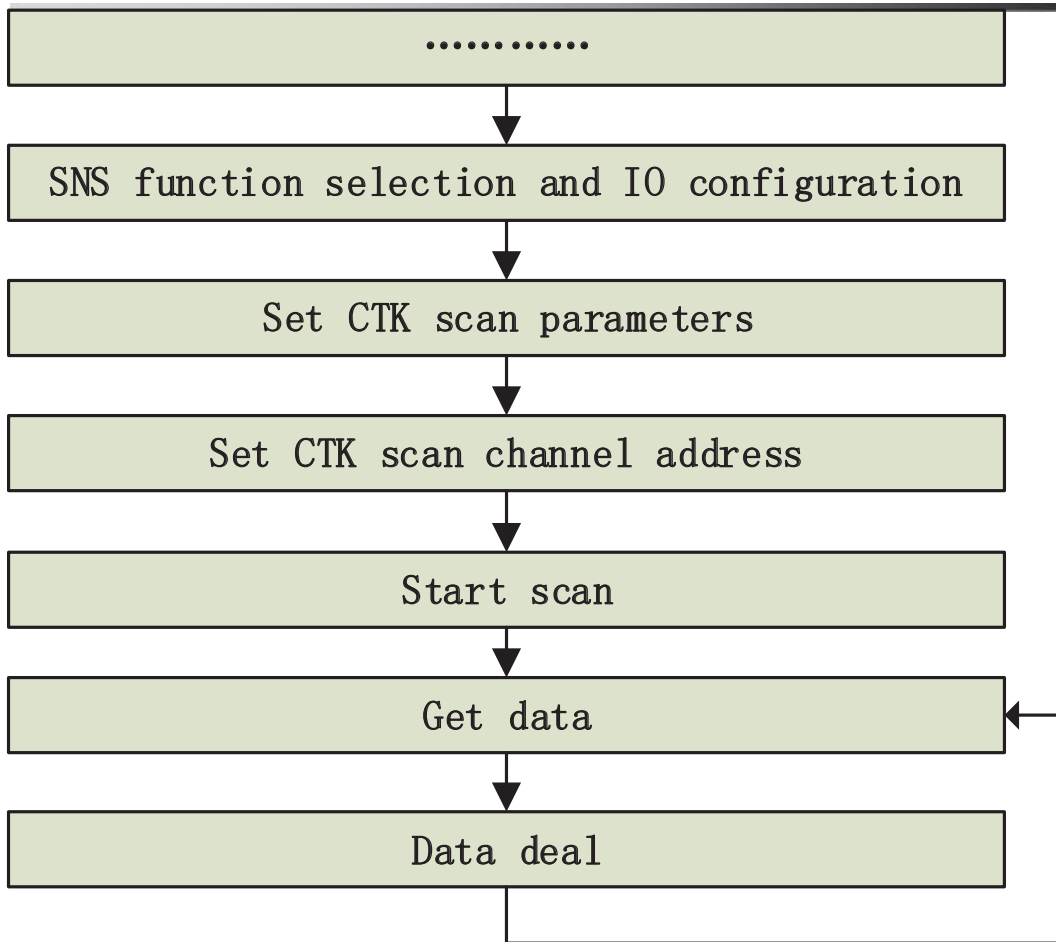 ············
SNS function selection and IO configuration
Set CTK scan parameters
Set CTK scan channel address
Start scan
Get data
Data deal